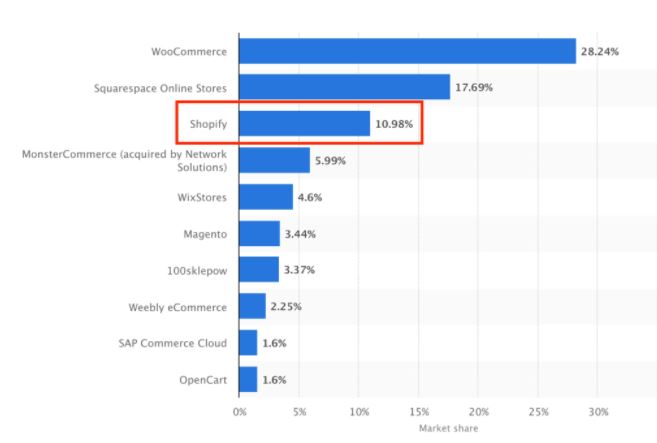 WooCommerce 28.24%
Squarespace Online Stores 17.69%
Shopify 10.98%
MonsterCommerce (acquired by Network
Solutions) 5.99%
WixStores 4.6%
Magento 3.44%
100sklepow 3.37%
Weebly eCommerce 2.25%
SAP Commerce Cloud 1.6%
OpenCart 1.6%
0% 5% 10% 15% 20% 25% 30%
Market share